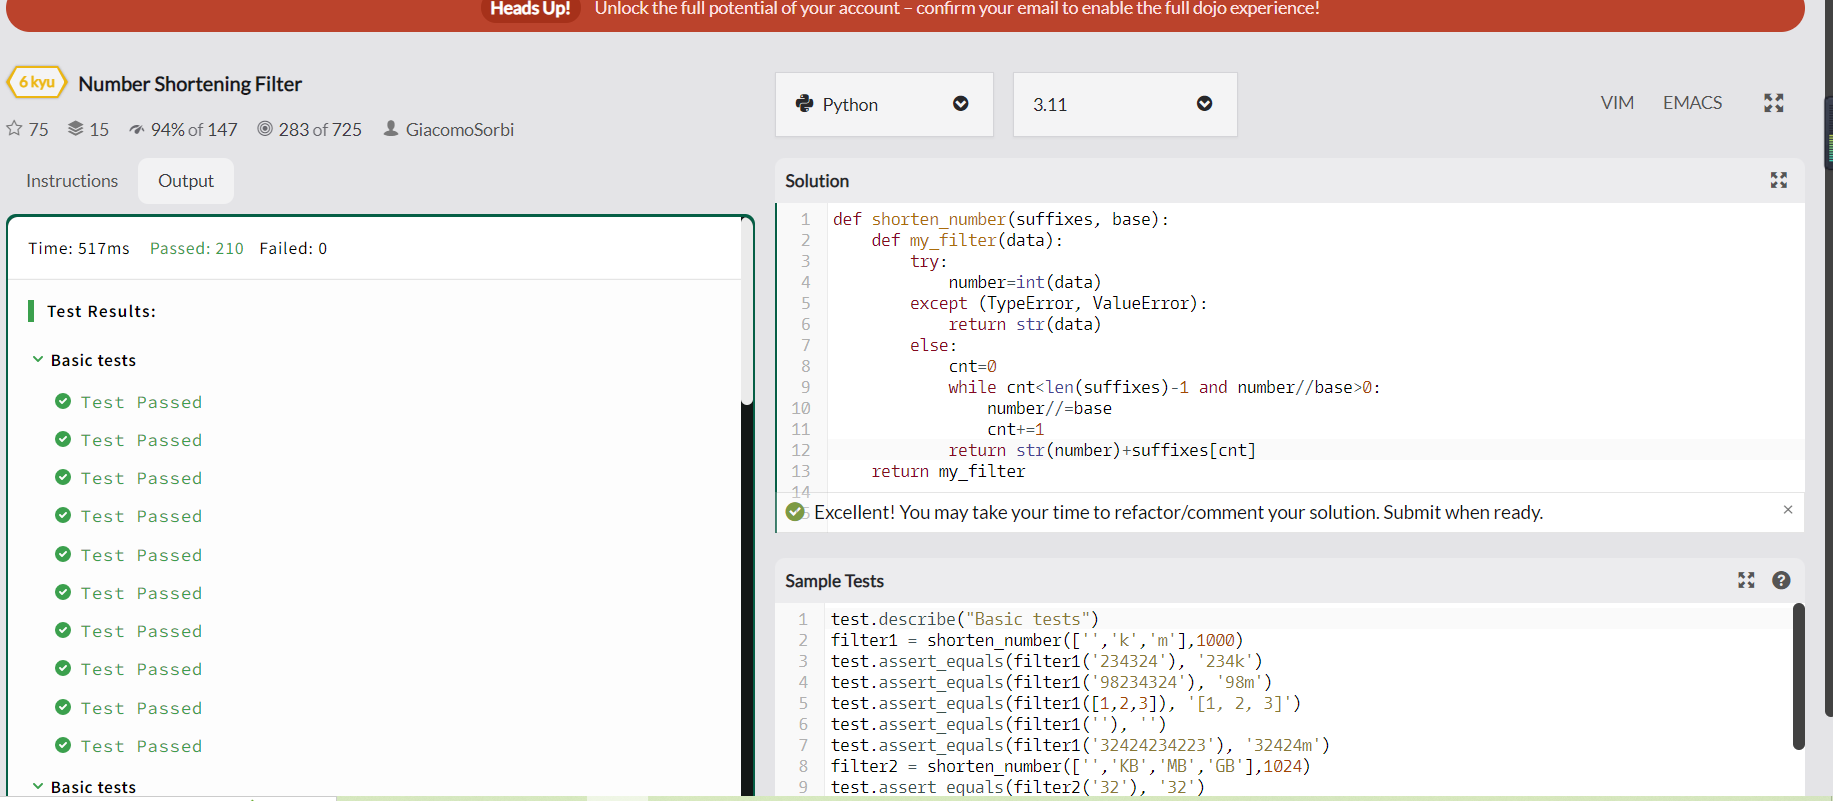 Heads Up! Unlock the full potential of your account – confirm your email to enable the full dojo experience!
6 kyu Number Shortening Filter
75 15 94% of 147 283 of 725 GiacomoSorbi
Python 3.11 VIM EMACS
Instructions Output
Time: 517ms Passed: 210 Failed: 0
Test Results:
Basic tests
Test Passed
Test Passed
Test Passed
Test Passed
Test Passed
Test Passed
Test Passed
Test Passed
Test Passed
Test Passed
Basic tests
Solution
1 def shorten_number(suffixes, base):
2     def my_filter(data):
3         try:
4             number=int(data)
5         except (TypeError, ValueError):
6             return str(data)
7         else:
8             cnt=0
9             while cnt<len(suffixes)-1 and number//base>0:
10                 number//=base
11                 cnt+=1
12             return str(number)+suffixes[cnt]
13     return my_filter
14
Excellent! You may take your time to refactor/comment your solution. Submit when ready. ×
Sample Tests
1 test.describe("Basic tests")
2 filter1 = shorten_number(['','k','m'],1000)
3 test.assert_equals(filter1('234324'), '234k')
4 test.assert_equals(filter1('98234324'), '98m')
5 test.assert_equals(filter1([1,2,3]), '[1, 2, 3]')
6 test.assert_equals(filter1(''), '')
7 test.assert_equals(filter1('32424234223'), '32424m')
8 filter2 = shorten_number(['','KB','MB','GB'],1024)
9 test.assert_equals(filter2('32'), '32')